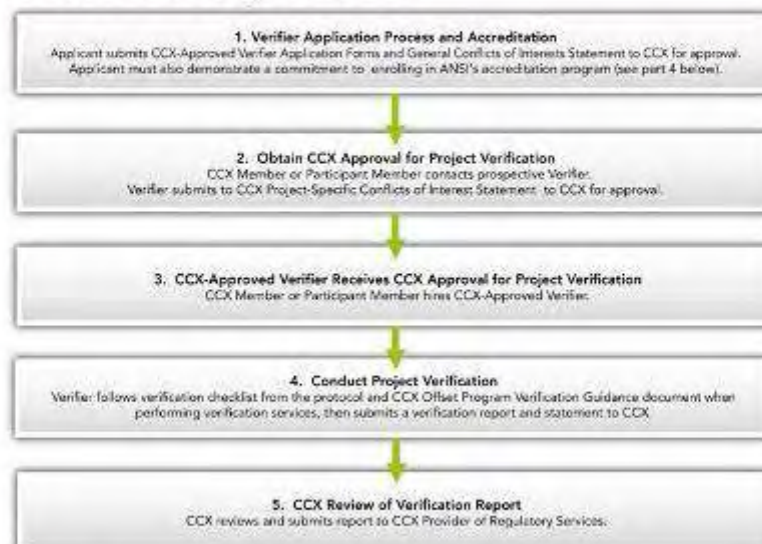 1. Verifier Application Process and Accreditation
Applicant submits CCX-Approved Verifier Application Forms and General Conflicts of Interests Statement to CCX for approval.
Applicant must also demonstrate a commitment to enrolling in ANSI's accreditation program (see part 4 below).
2. Obtain CCX Approval for Project Verification
CCX Member or Participant Member contacts prospective Verifier.
Verifier submits to CCX Project-Specific Conflicts of Interest Statement to CCX for approval.
3. CCX-Approved Verifier Receives CCX Approval for Project Verification
CCX Member or Participant Member hires CCX-Approved Verifier.
4. Conduct Project Verification
Verifier follows verification checklist from the protocol and CCX Offset Program Verification Guidance document when
performing verification services, then submits a verification report and statement to CCX
5. CCX Review of Verification Report
CCX reviews and submits report to CCX Provider of Regulatory Services.